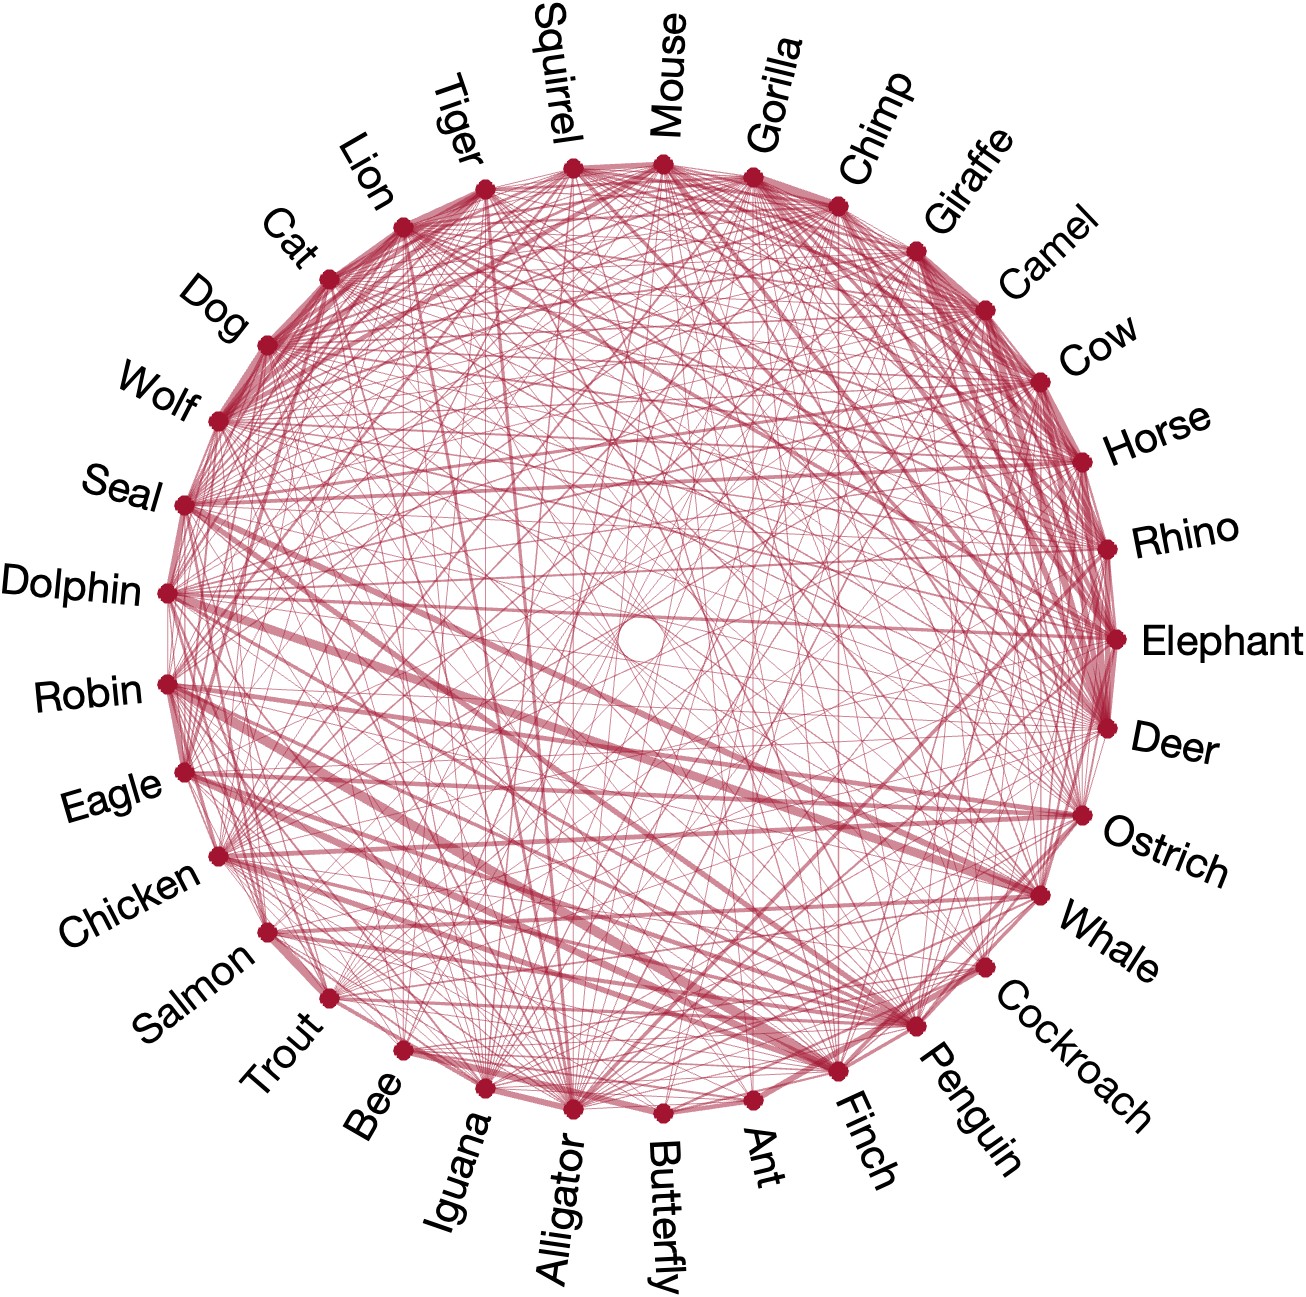 Squirrel
Mouse
Gorilla
Chimp
Giraffe
Camel
Cow
Horse
Rhino
Elephant
Deer
Ostrich
Whale
Cockroach
Penguin
Finch
Ant
Butterfly
Alligator
Iguana
Bee
Trout
Salmon
Chicken
Eagle
Robin
Dolphin
Seal
Wolf
Dog
Cat
Lion
Tiger